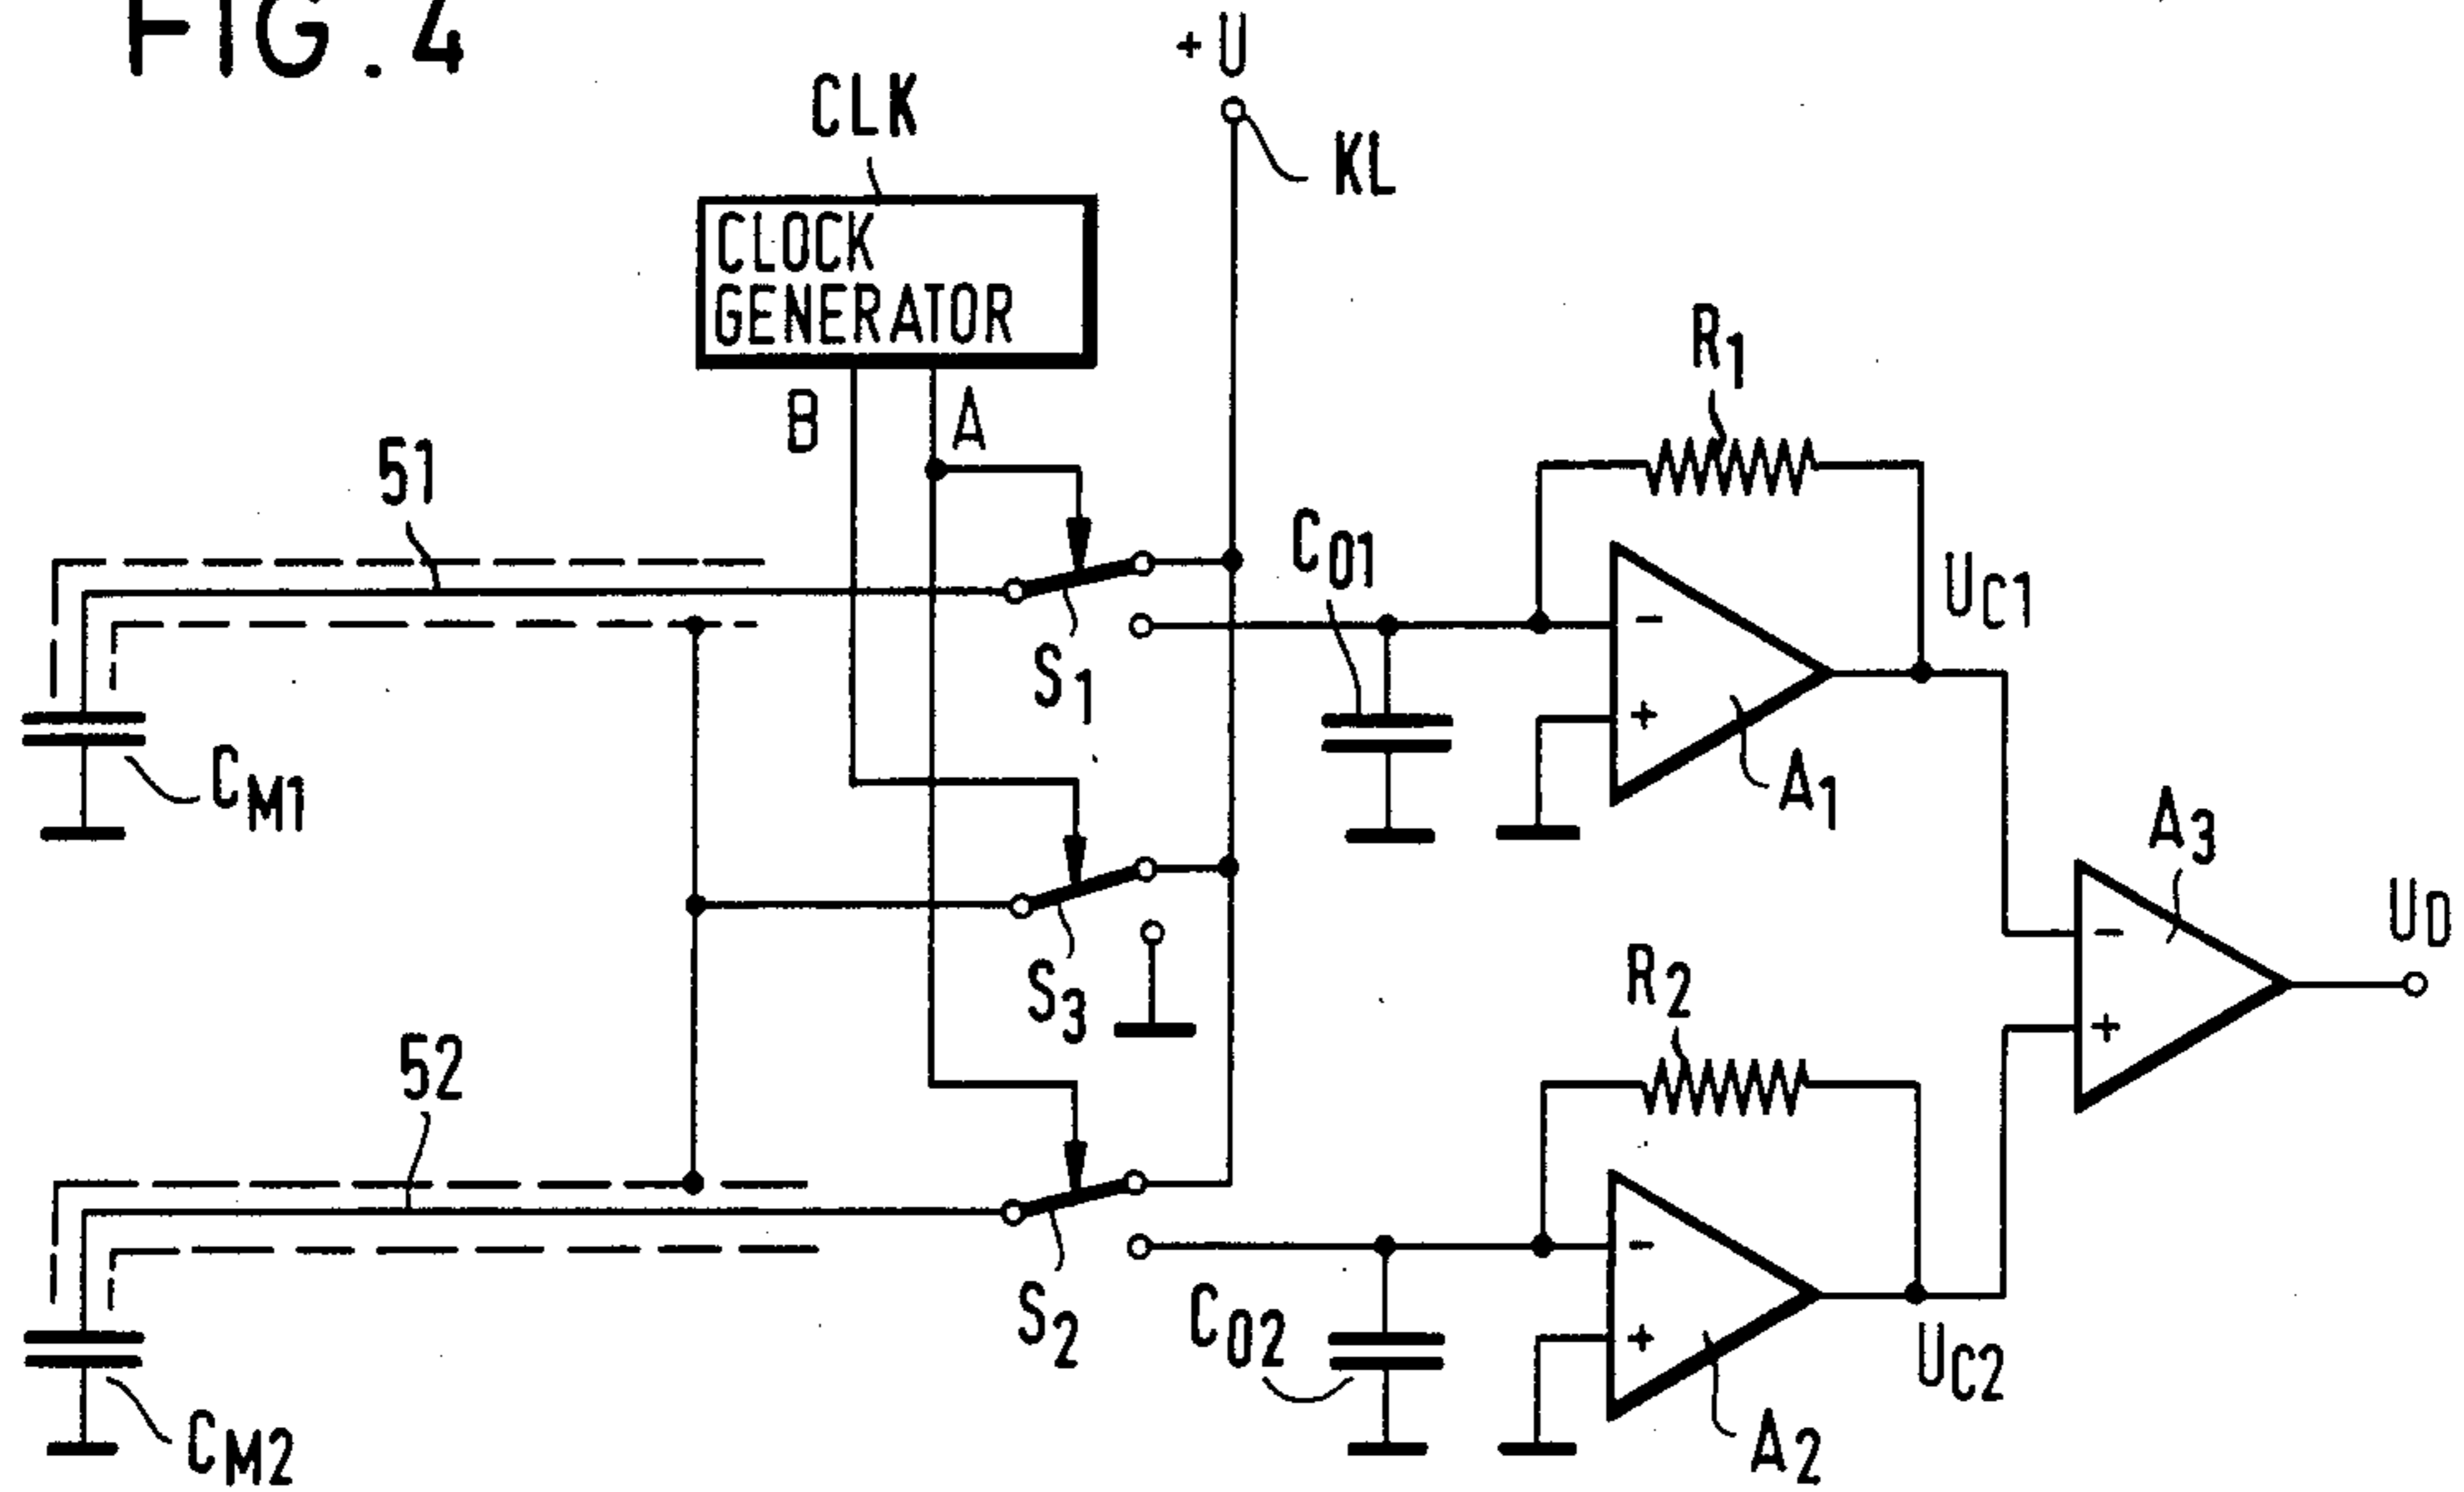 FIG. 4
+U
CLK
KL
CLOCK
GENERATOR
B
A
R1
51
C01
UC1
S1
-
+
CM1
A1
A3
S3
-
+
UD
R2
52
S2
C02
-
+
UC2
CM2
A2